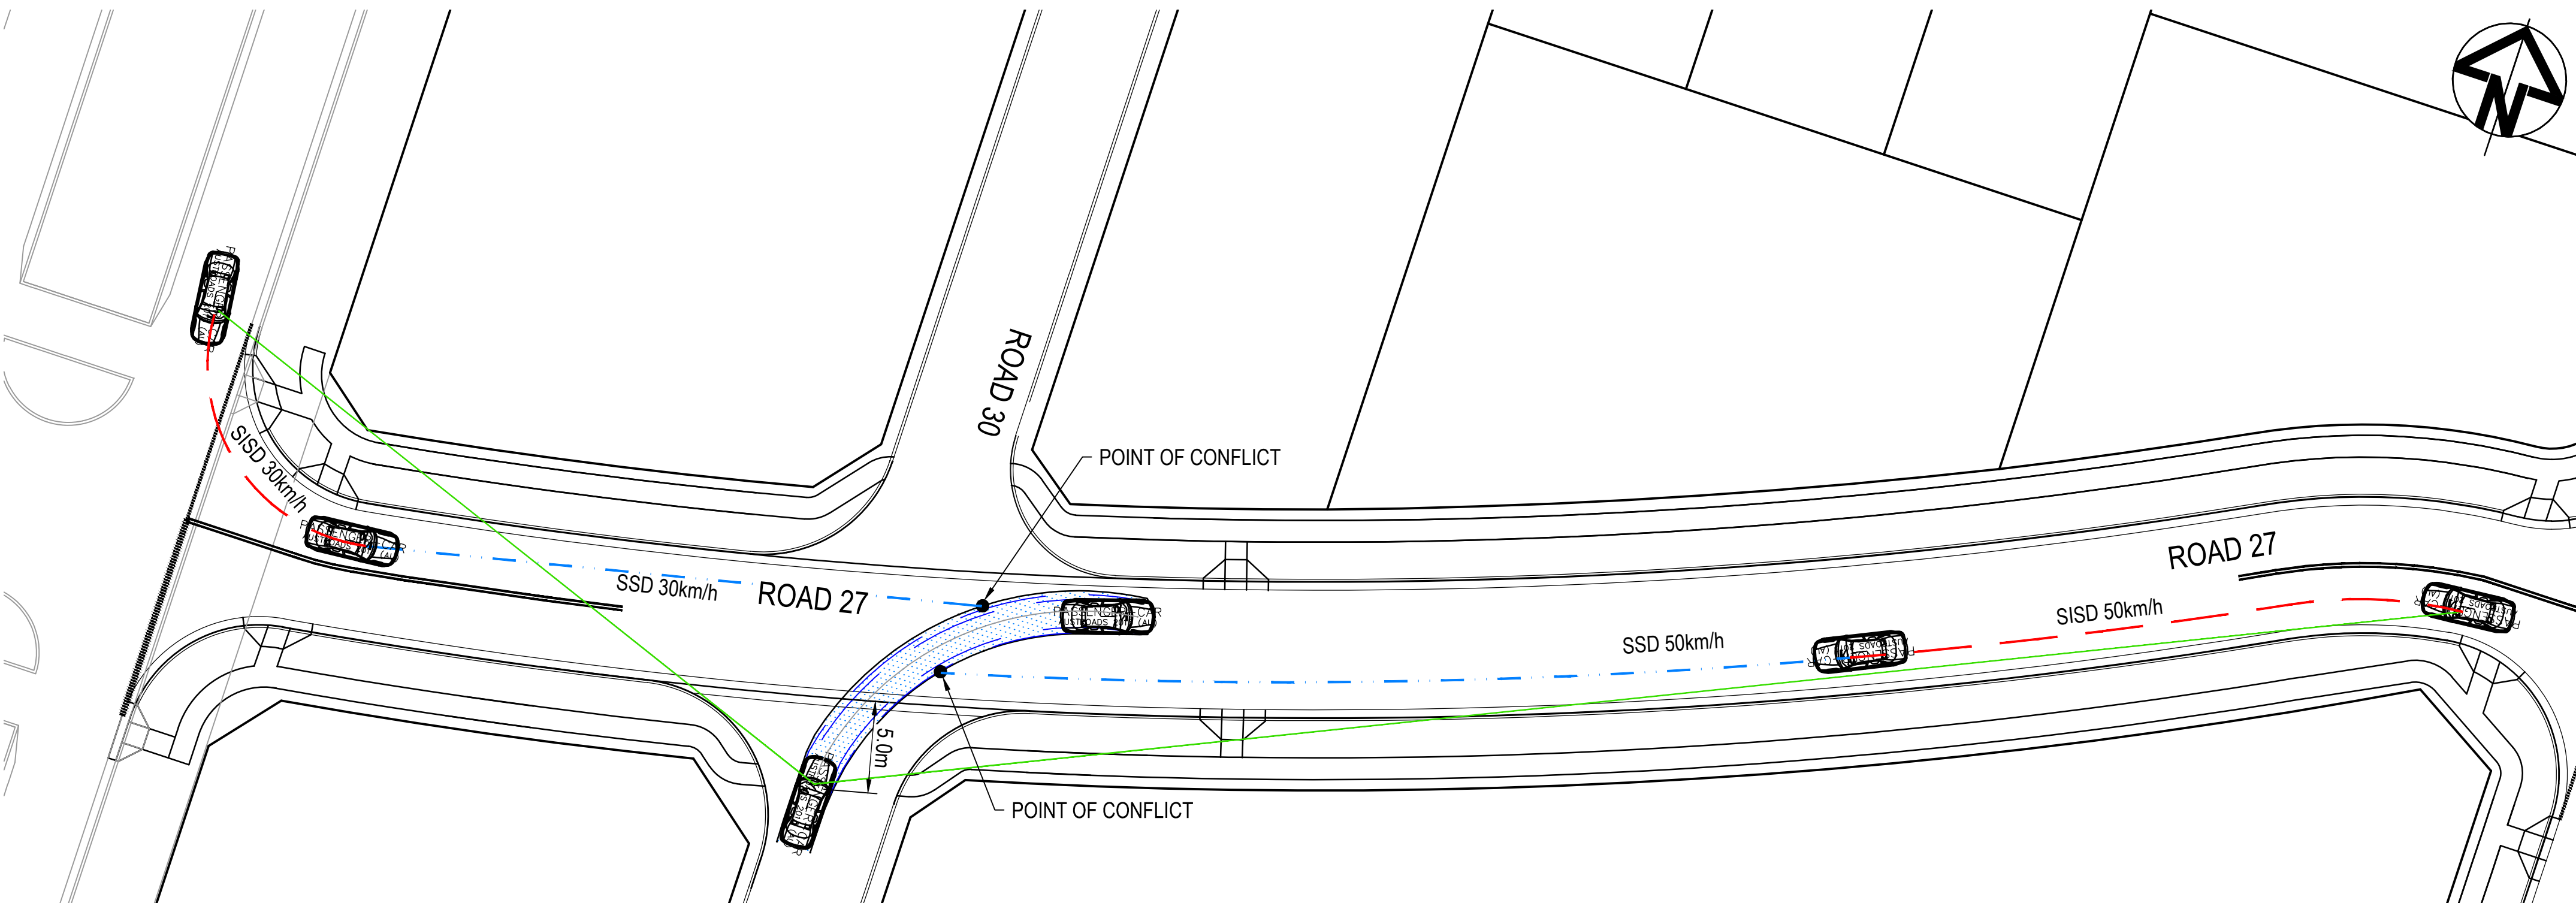 N
ROAD 30
POINT OF CONFLICT
SISD 30km/h
SSD 30km/h
ROAD 27
ROAD 27
SISD 50km/h
SSD 50km/h
5.0m
POINT OF CONFLICT